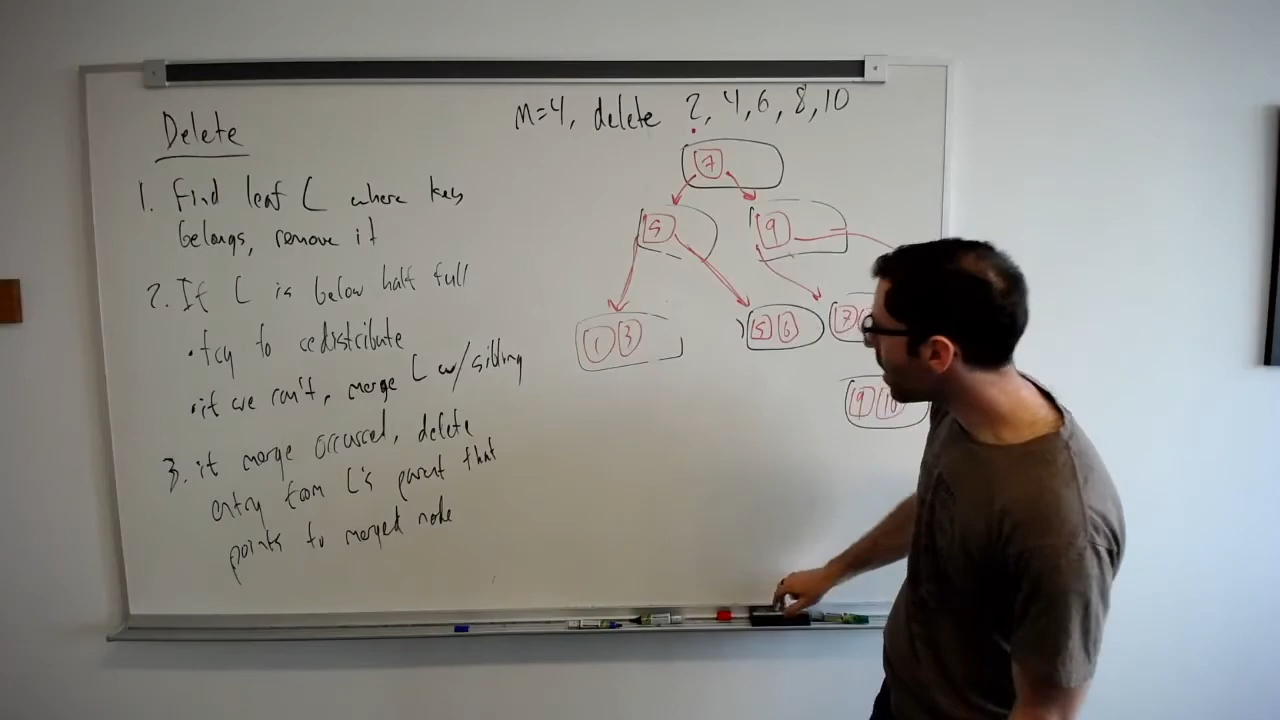 Delete
1. Find leaf L where key
belongs, remove it
2. If L is below half full
• try to redistribute
• if we can't, merge L w/ sibling
3. if merge occurred, delete
entry from L's parent that
points to merged node
M=4, delete 2, 4, 6, 8, 10
7
5 9
1 3 5 6 7
9 10